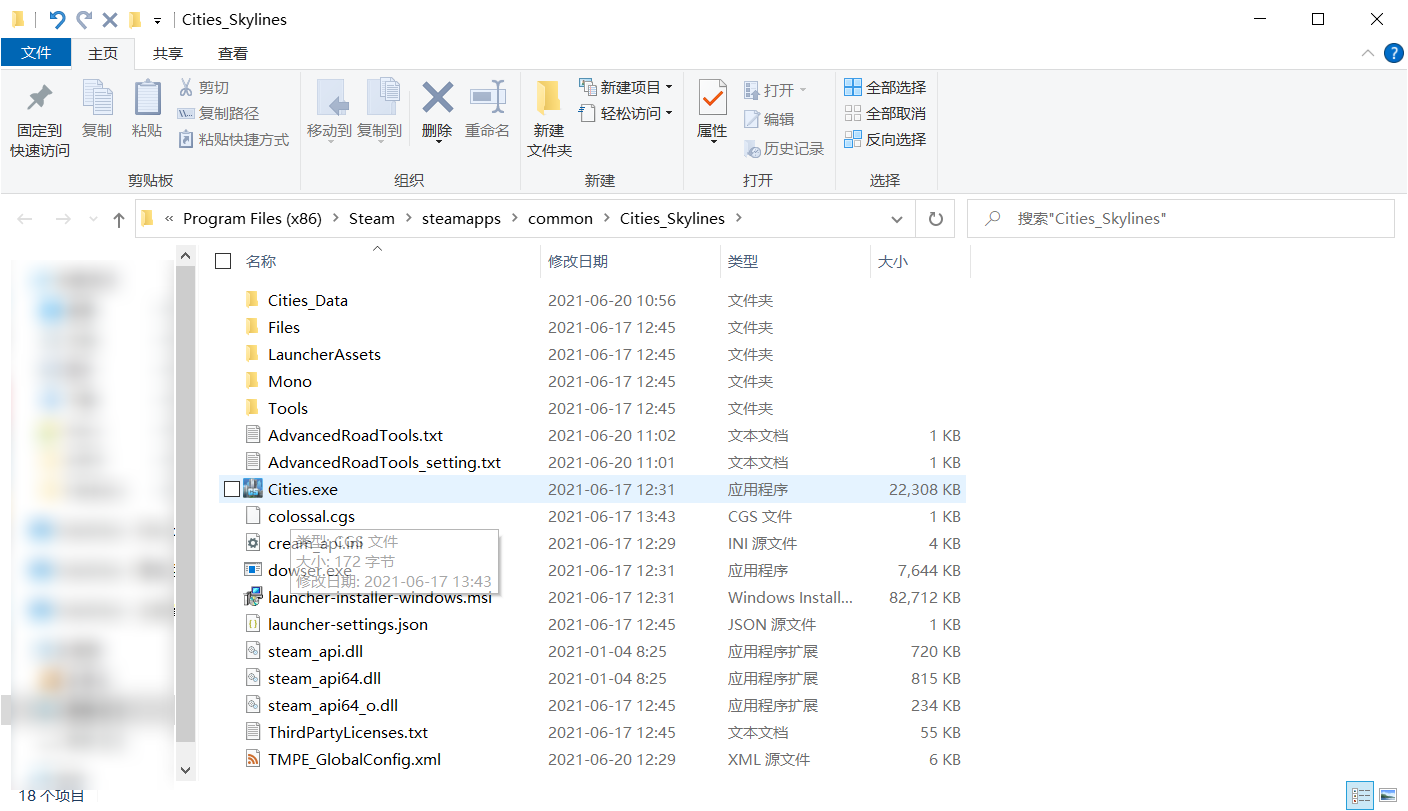 Cities_Skylines
文件 主页 共享 查看
固定到快速访问
复制
粘贴
剪切
复制路径
粘贴快捷方式
剪贴板
移动到
复制到
删除
重命名
组织
新建文件夹
新建项目
轻松访问
新建
属性
打开
编辑
历史记录
打开
全部选择
全部取消
反向选择
选择
« Program Files (x86) > Steam > steamapps > common > Cities_Skylines >
搜索"Cities_Skylines"
名称 修改日期 类型 大小
Cities_Data 2021-06-20 10:56 文件夹
Files 2021-06-17 12:45 文件夹
LauncherAssets 2021-06-17 12:45 文件夹
Mono 2021-06-17 12:45 文件夹
Tools 2021-06-17 12:45 文件夹
AdvancedRoadTools.txt 2021-06-20 11:02 文本文档 1 KB
AdvancedRoadTools_setting.txt 2021-06-20 11:01 文本文档 1 KB
Cities.exe 2021-06-17 12:31 应用程序 22,308 KB
colossal.cgs 2021-06-17 13:43 CGS 文件 1 KB
cream_api.ini 2021-06-17 12:29 INI 源文件 4 KB
dowser.exe 2021-06-17 12:31 应用程序 7,644 KB
launcher-installer-windows.msi 2021-06-17 12:31 Windows Install... 82,712 KB
launcher-settings.json 2021-06-17 12:45 JSON 源文件 1 KB
steam_api.dll 2021-01-04 8:25 应用程序扩展 720 KB
steam_api64.dll 2021-01-04 8:25 应用程序扩展 815 KB
steam_api64_o.dll 2021-06-17 12:45 应用程序扩展 234 KB
ThirdPartyLicenses.txt 2021-06-17 12:45 文本文档 55 KB
TMPE_GlobalConfig.xml 2021-06-20 12:29 XML 源文件 6 KB
类型: CGS 文件
大小: 172 字节
修改日期: 2021-06-17 13:43
18 个项目